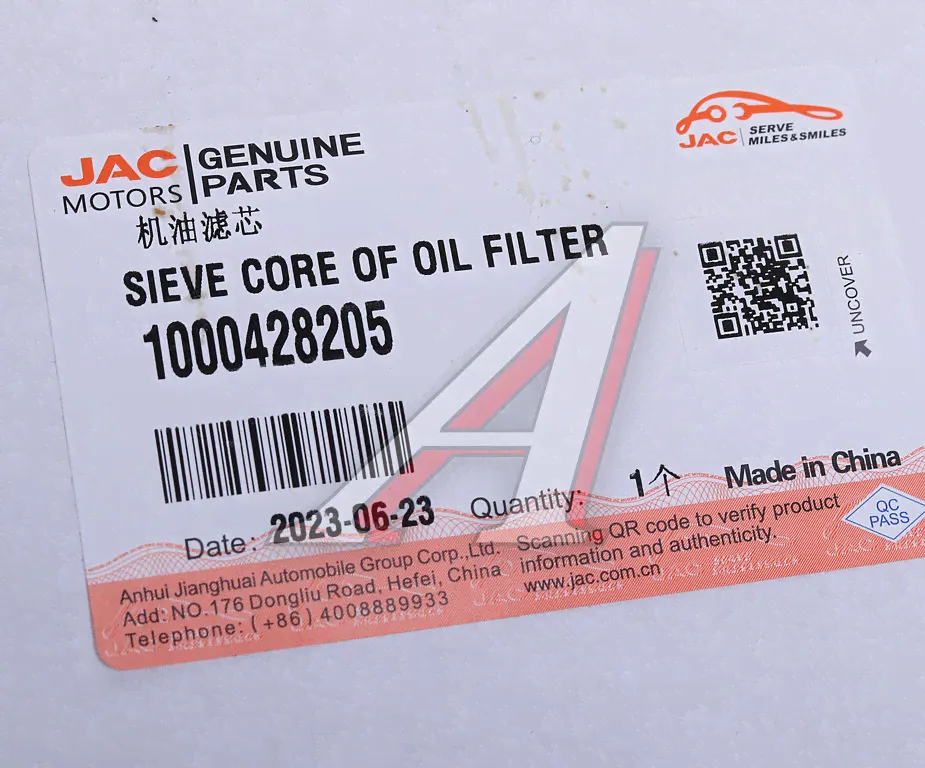 JAC MOTORS | GENUINE PARTS
JAC | SERVE MILES & SMILES
机油滤芯
SIEVE CORE OF OIL FILTER
1000428205
UNCOVER
Date: 2023-06-23
Quantity: 1个
Made in China
QC PASS
Anhui Jianghuai Automobile Group Corp. Ltd.
Add: NO.176 Dongliu Road, Hefei, China
Telephone: (+86) 4008889933
Scanning QR code to verify product
information and authenticity.
www.jac.com.cn